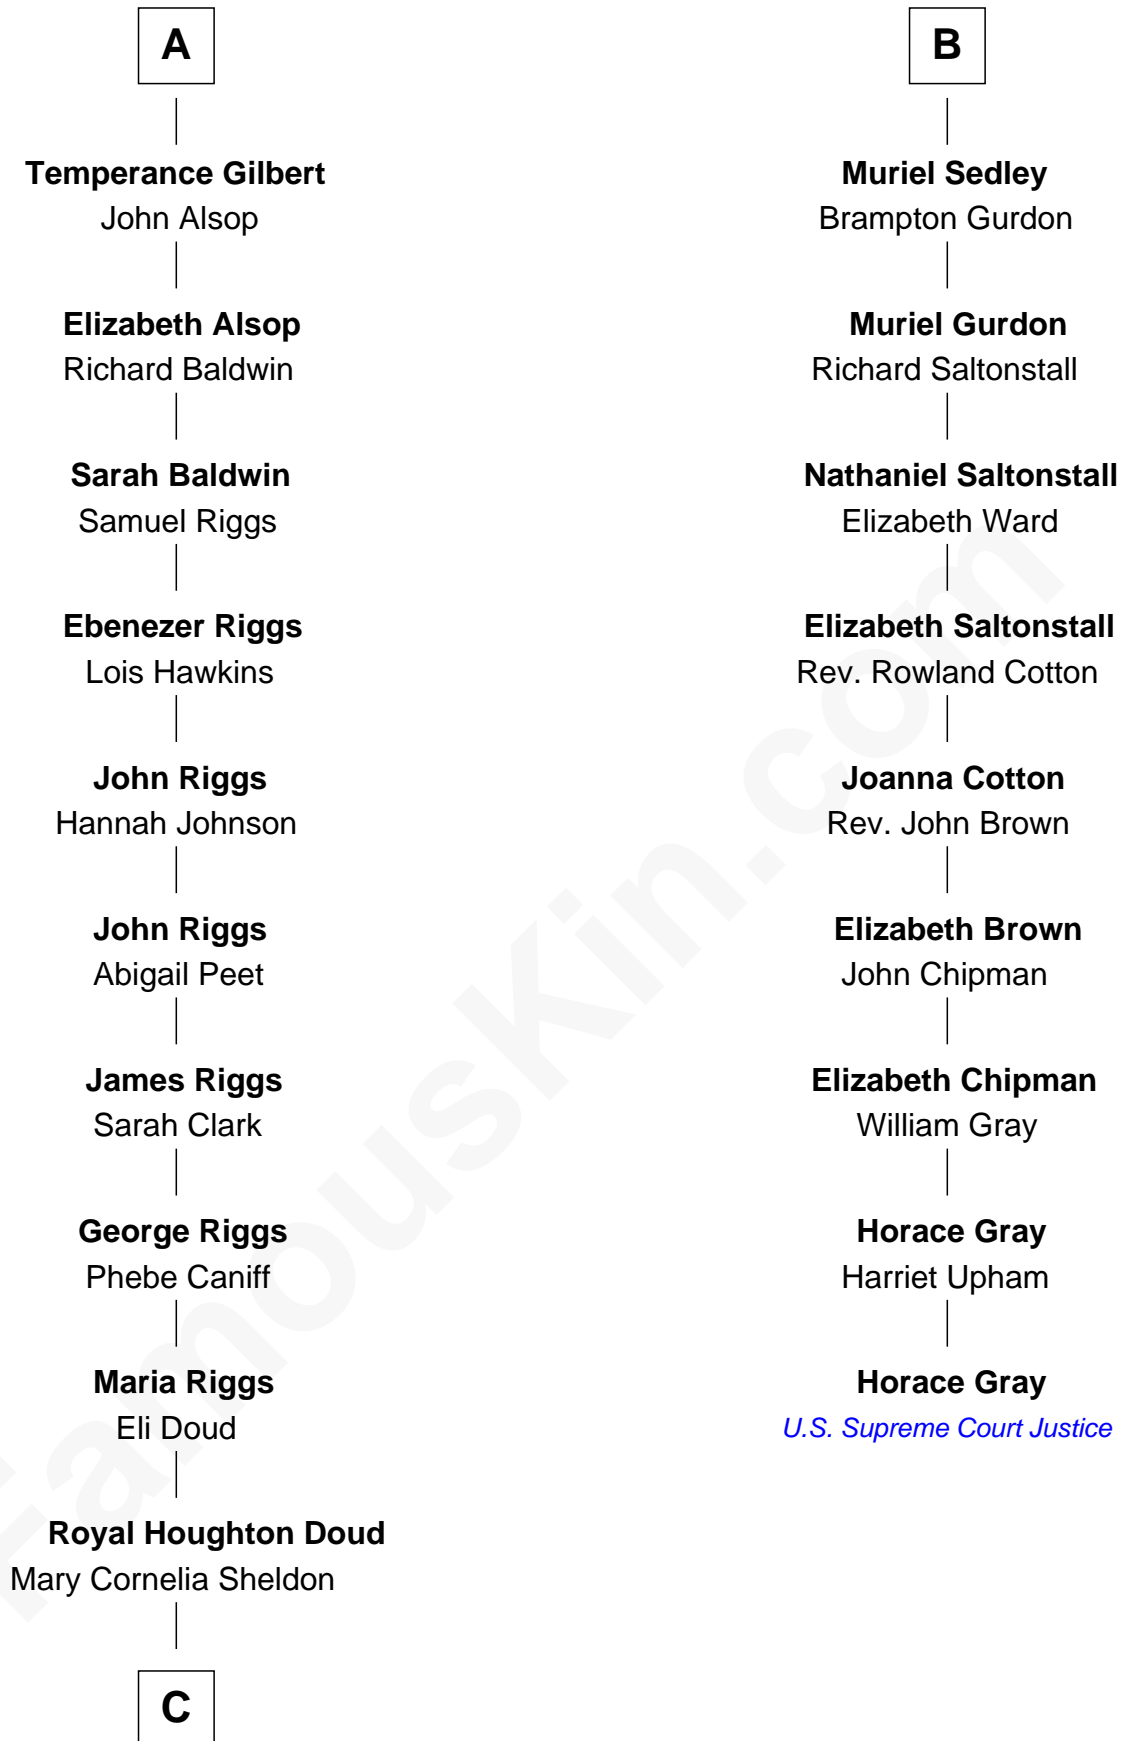 A
Temperance Gilbert
John Alsop
Elizabeth Alsop
Richard Baldwin
Sarah Baldwin
Samuel Riggs
Ebenezer Riggs
Lois Hawkins
John Riggs
Hannah Johnson
John Riggs
Abigail Peet
James Riggs
Sarah Clark
George Riggs
Phebe Caniff
Maria Riggs
Eli Doud
Royal Houghton Doud
Mary Cornelia Sheldon
C
B
Muriel Sedley
Brampton Gurdon
Muriel Gurdon
Richard Saltonstall
Nathaniel Saltonstall
Elizabeth Ward
Elizabeth Saltonstall
Rev. Rowland Cotton
Joanna Cotton
Rev. John Brown
Elizabeth Brown
John Chipman
Elizabeth Chipman
William Gray
Horace Gray
Harriet Upham
Horace Gray
U.S. Supreme Court Justice
FamousKin.com